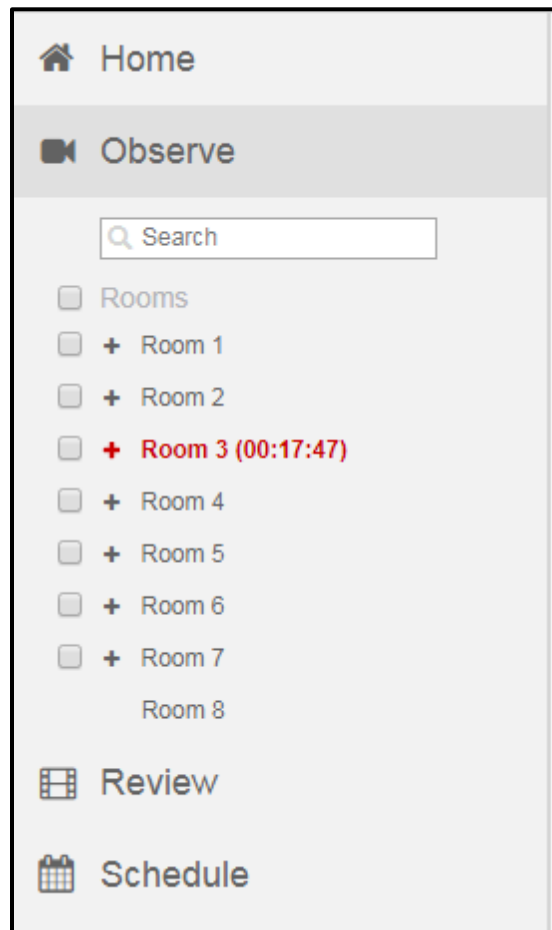 Home
Observe
Search
Rooms
+ Room 1
+ Room 2
+ Room 3 (00:17:47)
+ Room 4
+ Room 5
+ Room 6
+ Room 7
Room 8
Review
Schedule